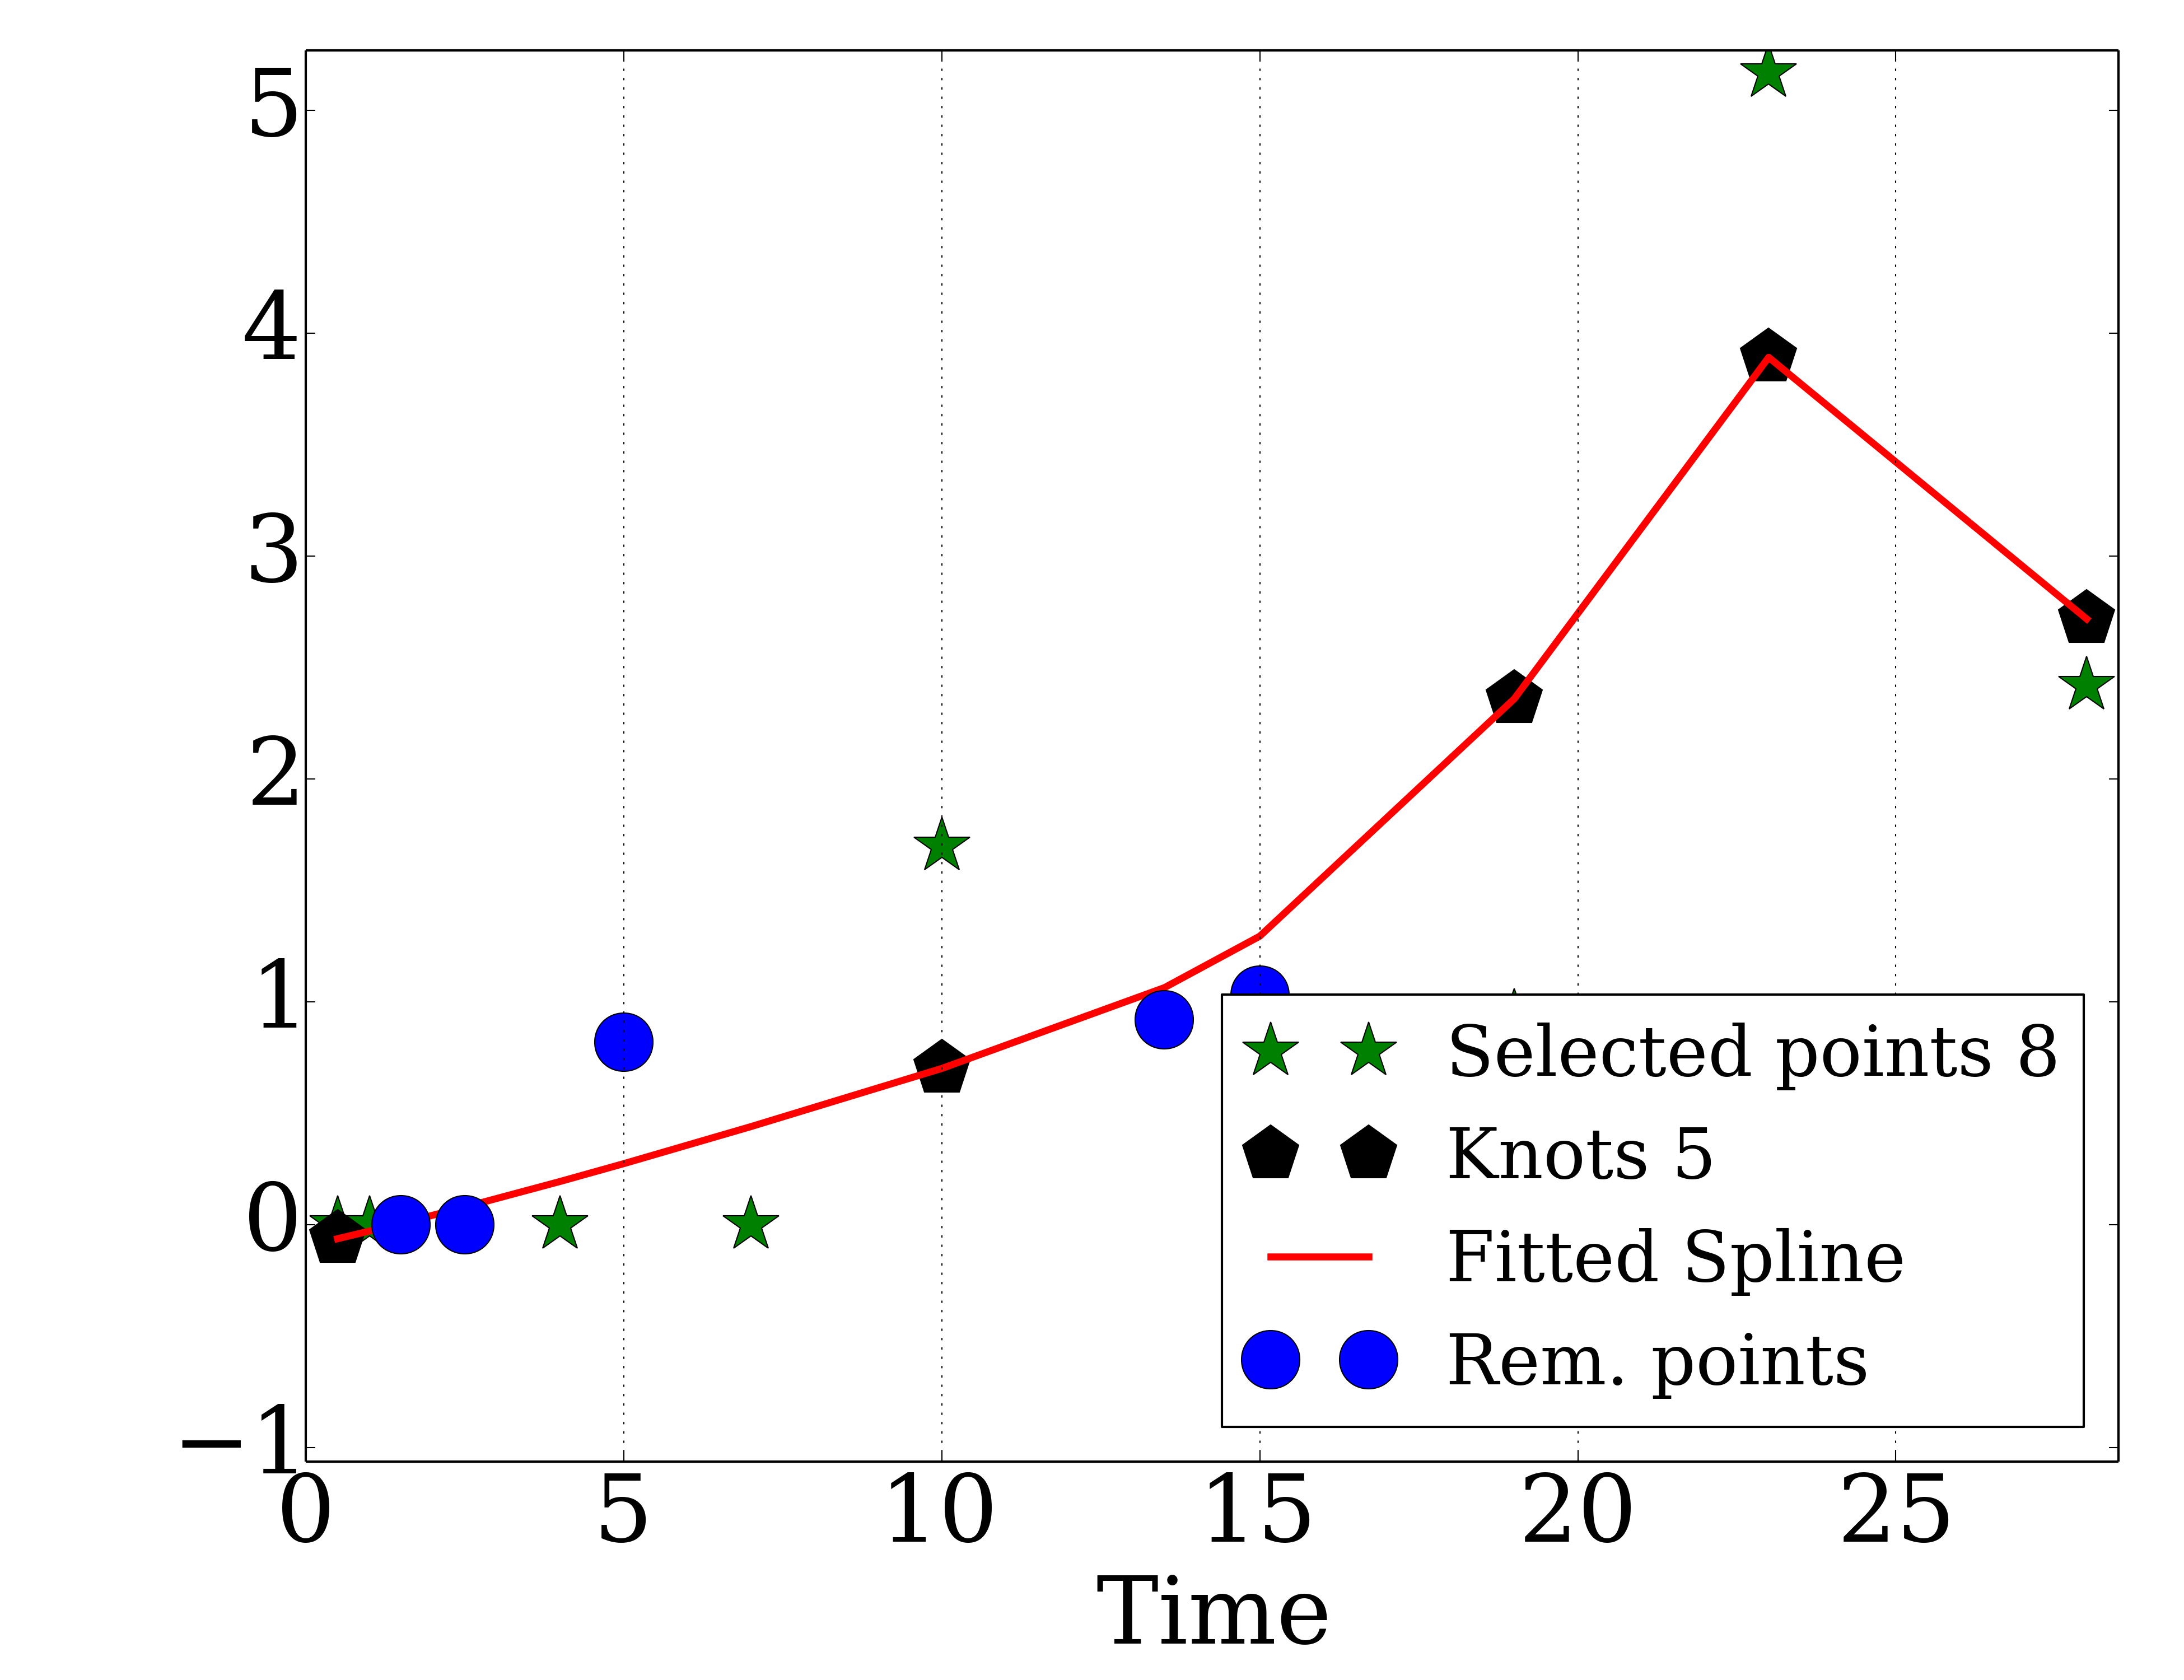 5
4
3
2
1
0
−1
0 5 10 15 20 25
Time
Selected points 8
Knots 5
Fitted Spline
Rem. points